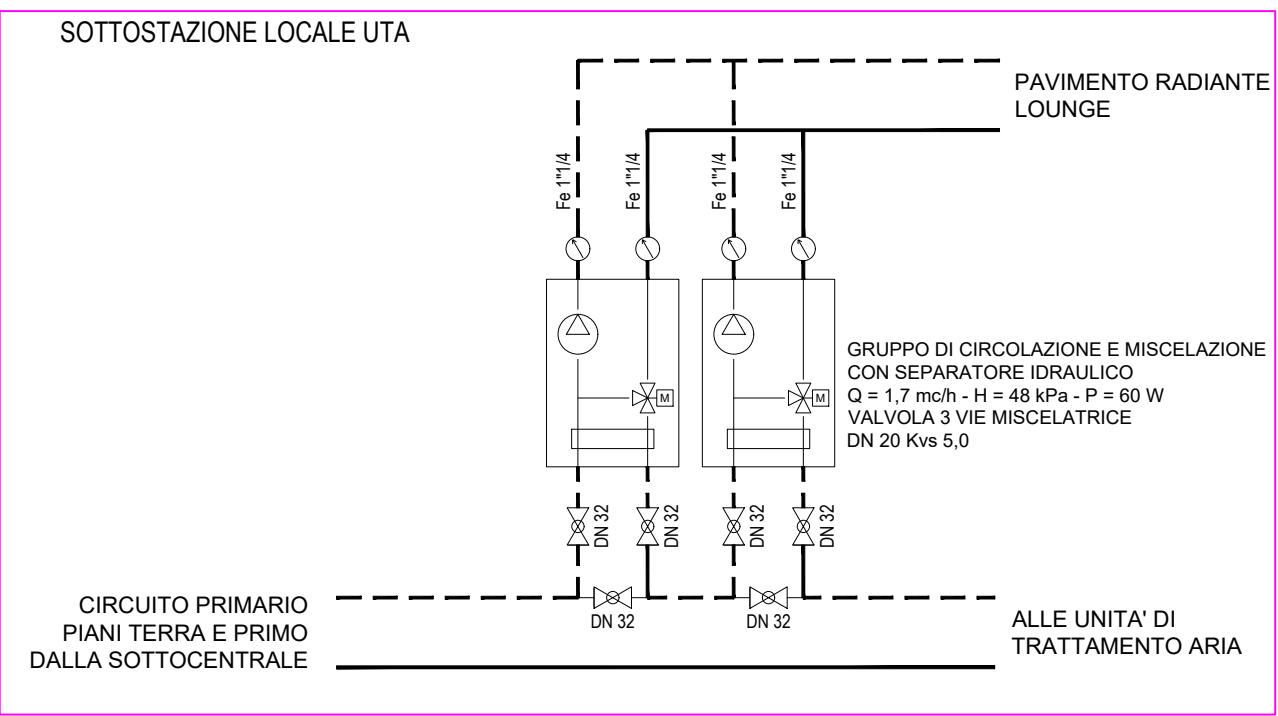 SOTTOSTAZIONE LOCALE UTA
PAVIMENTO RADIANTE
LOUNGE
Fe 1"1/4
Fe 1"1/4
Fe 1"1/4
Fe 1"1/4
GRUPPO DI CIRCOLAZIONE E MISCELAZIONE
CON SEPARATORE IDRAULICO
Q = 1,7 mc/h - H = 48 kPa - P = 60 W
VALVOLA 3 VIE MISCELATRICE
DN 20 Kvs 5,0
M
M
DN 32
DN 32
DN 32
DN 32
DN 32
DN 32
CIRCUITO PRIMARIO
PIANI TERRA E PRIMO
DALLA SOTTOCENTRALE
ALLE UNITA' DI
TRATTAMENTO ARIA